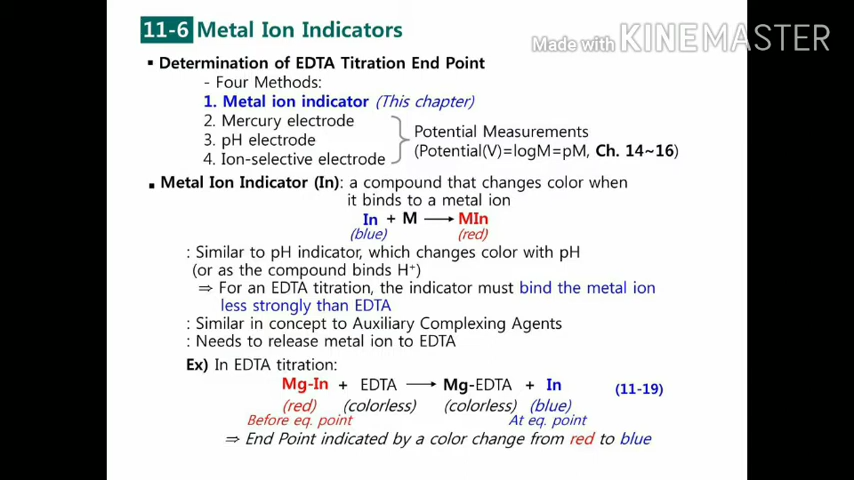 11-6 Metal Ion Indicators
Made with KINEMASTER
▪ Determination of EDTA Titration End Point
- Four Methods:
1. Metal ion indicator (This chapter)
2. Mercury electrode
3. pH electrode
4. Ion-selective electrode
Potential Measurements
(Potential(V)=logM=pM, Ch. 14~16)
▪ Metal Ion Indicator (In): a compound that changes color when
it binds to a metal ion
In + M ⟶ MIn
(blue) (red)
: Similar to pH indicator, which changes color with pH
(or as the compound binds H⁺)
⇒ For an EDTA titration, the indicator must bind the metal ion
less strongly than EDTA
: Similar in concept to Auxiliary Complexing Agents
: Needs to release metal ion to EDTA
Ex) In EDTA titration:
Mg-In + EDTA ⟶ Mg-EDTA + In (11-19)
(red) (colorless) (colorless) (blue)
Before eq. point At eq. point
⇒ End Point indicated by a color change from red to blue